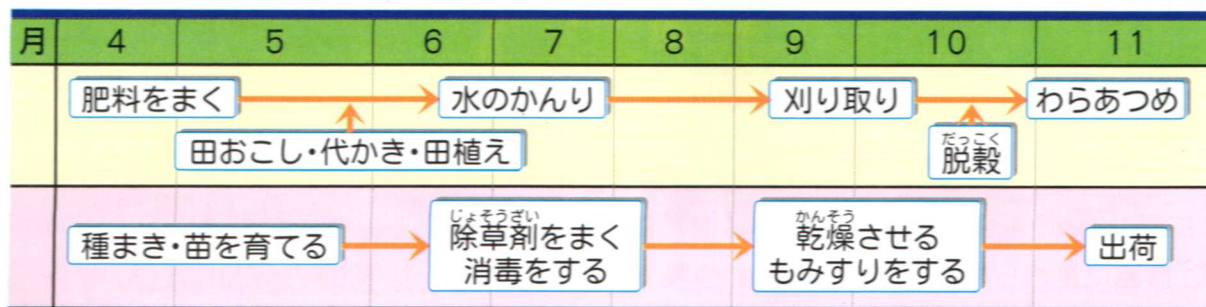 月 4 5 6 7 8 9 10 11
肥料をまく 水のかんり 刈り取り わらあつめ
田おこし・代かき・田植え
だっこく
脱穀
じょそうざい
除草剤をまく
消毒をする
かんそう
乾燥させる
もみすりをする
種まき・苗を育てる
出荷